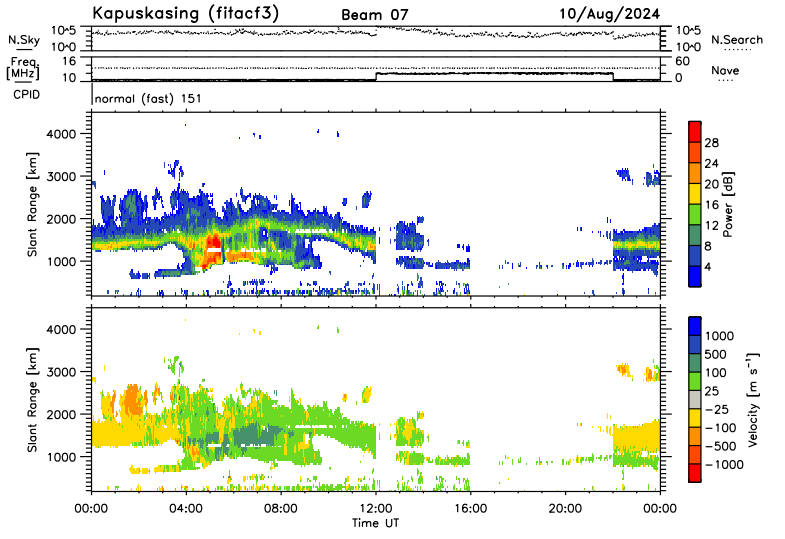 Kapuskasing (fitacf3) Beam 07 10/Aug/2024
N.Sky 10^5 10^0 10^5 10^0 N.Search
Freq. [MHz] 16 10 60 0 Nave
CPID normal (fast) 151
Slant Range [km] 4000 3000 2000 1000
28 24 20 16 12 8 4 Power [dB]
Slant Range [km] 4000 3000 2000 1000
1000 500 100 25 −25 −100 −500 −1000 Velocity [m s⁻¹]
00:00 04:00 08:00 12:00 16:00 20:00 00:00
Time UT